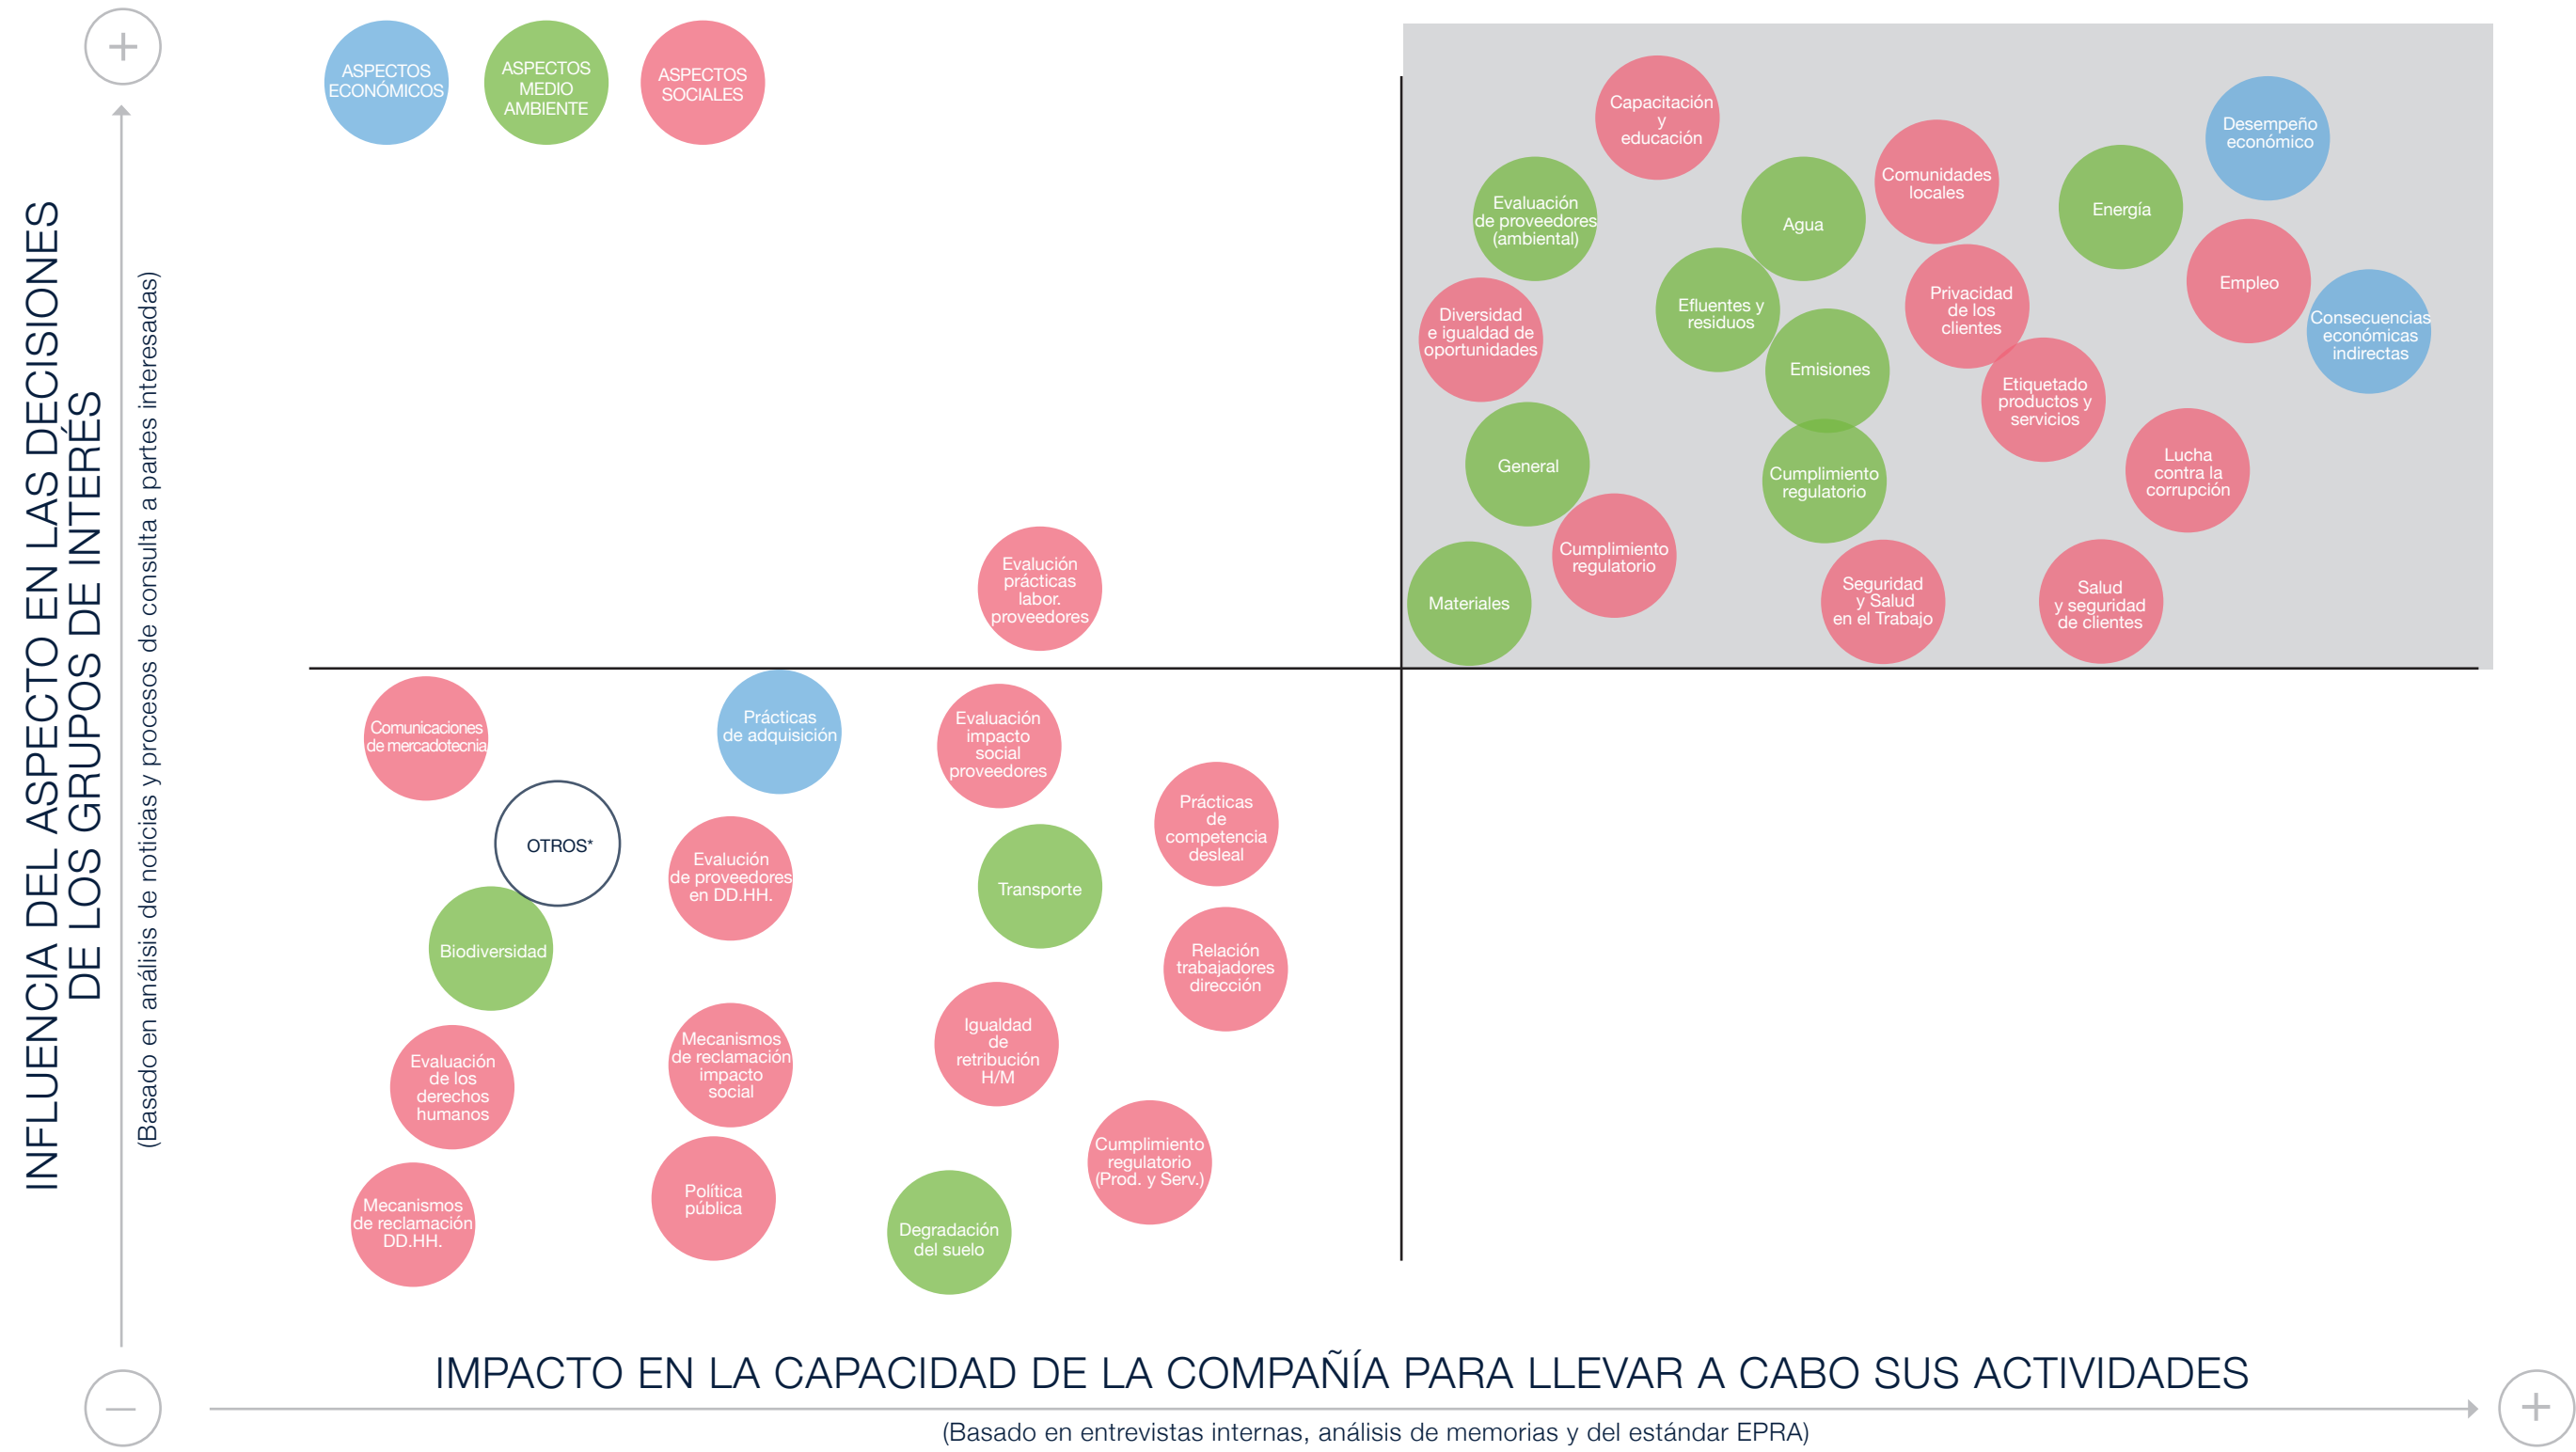 +
ASPECTOS
ECONÓMICOS
ASPECTOS
MEDIO
AMBIENTE
ASPECTOS
SOCIALES
INFLUENCIA DEL ASPECTO EN LAS DECISIONES
DE LOS GRUPOS DE INTERÉS
(Basado en análisis de noticias y procesos de consulta a partes interesadas)
Capacitación
y
educación
Desempeño
económico
Comunidades
locales
Evaluación
de proveedores
(ambiental)
Agua
Energía
Empleo
Efluentes y
residuos
Privacidad
de los
clientes
Diversidad
e igualdad de
oportunidades
Consecuencias
económicas
indirectas
Emisiones
Etiquetado
productos y
servicios
General
Cumplimiento
regulatorio
Lucha
contra la
corrupción
Cumplimiento
regulatorio
Materiales
Seguridad
y Salud
en el Trabajo
Salud
y seguridad
de clientes
Evalución
prácticas
labor.
proveedores
Comunicaciones
de mercadotecnia
Prácticas
de adquisición
Evaluación
impacto
social
proveedores
Prácticas
de
competencia
desleal
OTROS*
Evalución
de proveedores
en DD.HH.
Transporte
Biodiversidad
Relación
trabajadores
dirección
Evaluación
de los
derechos
humanos
Mecanismos
de reclamación
impacto
social
Igualdad
de
retribución
H/M
Cumplimiento
regulatorio
(Prod. y Serv.)
Mecanismos
de reclamación
DD.HH.
Política
pública
Degradación
del suelo
IMPACTO EN LA CAPACIDAD DE LA COMPAÑÍA PARA LLEVAR A CABO SUS ACTIVIDADES
–
+
(Basado en entrevistas internas, análisis de memorias y del estándar EPRA)